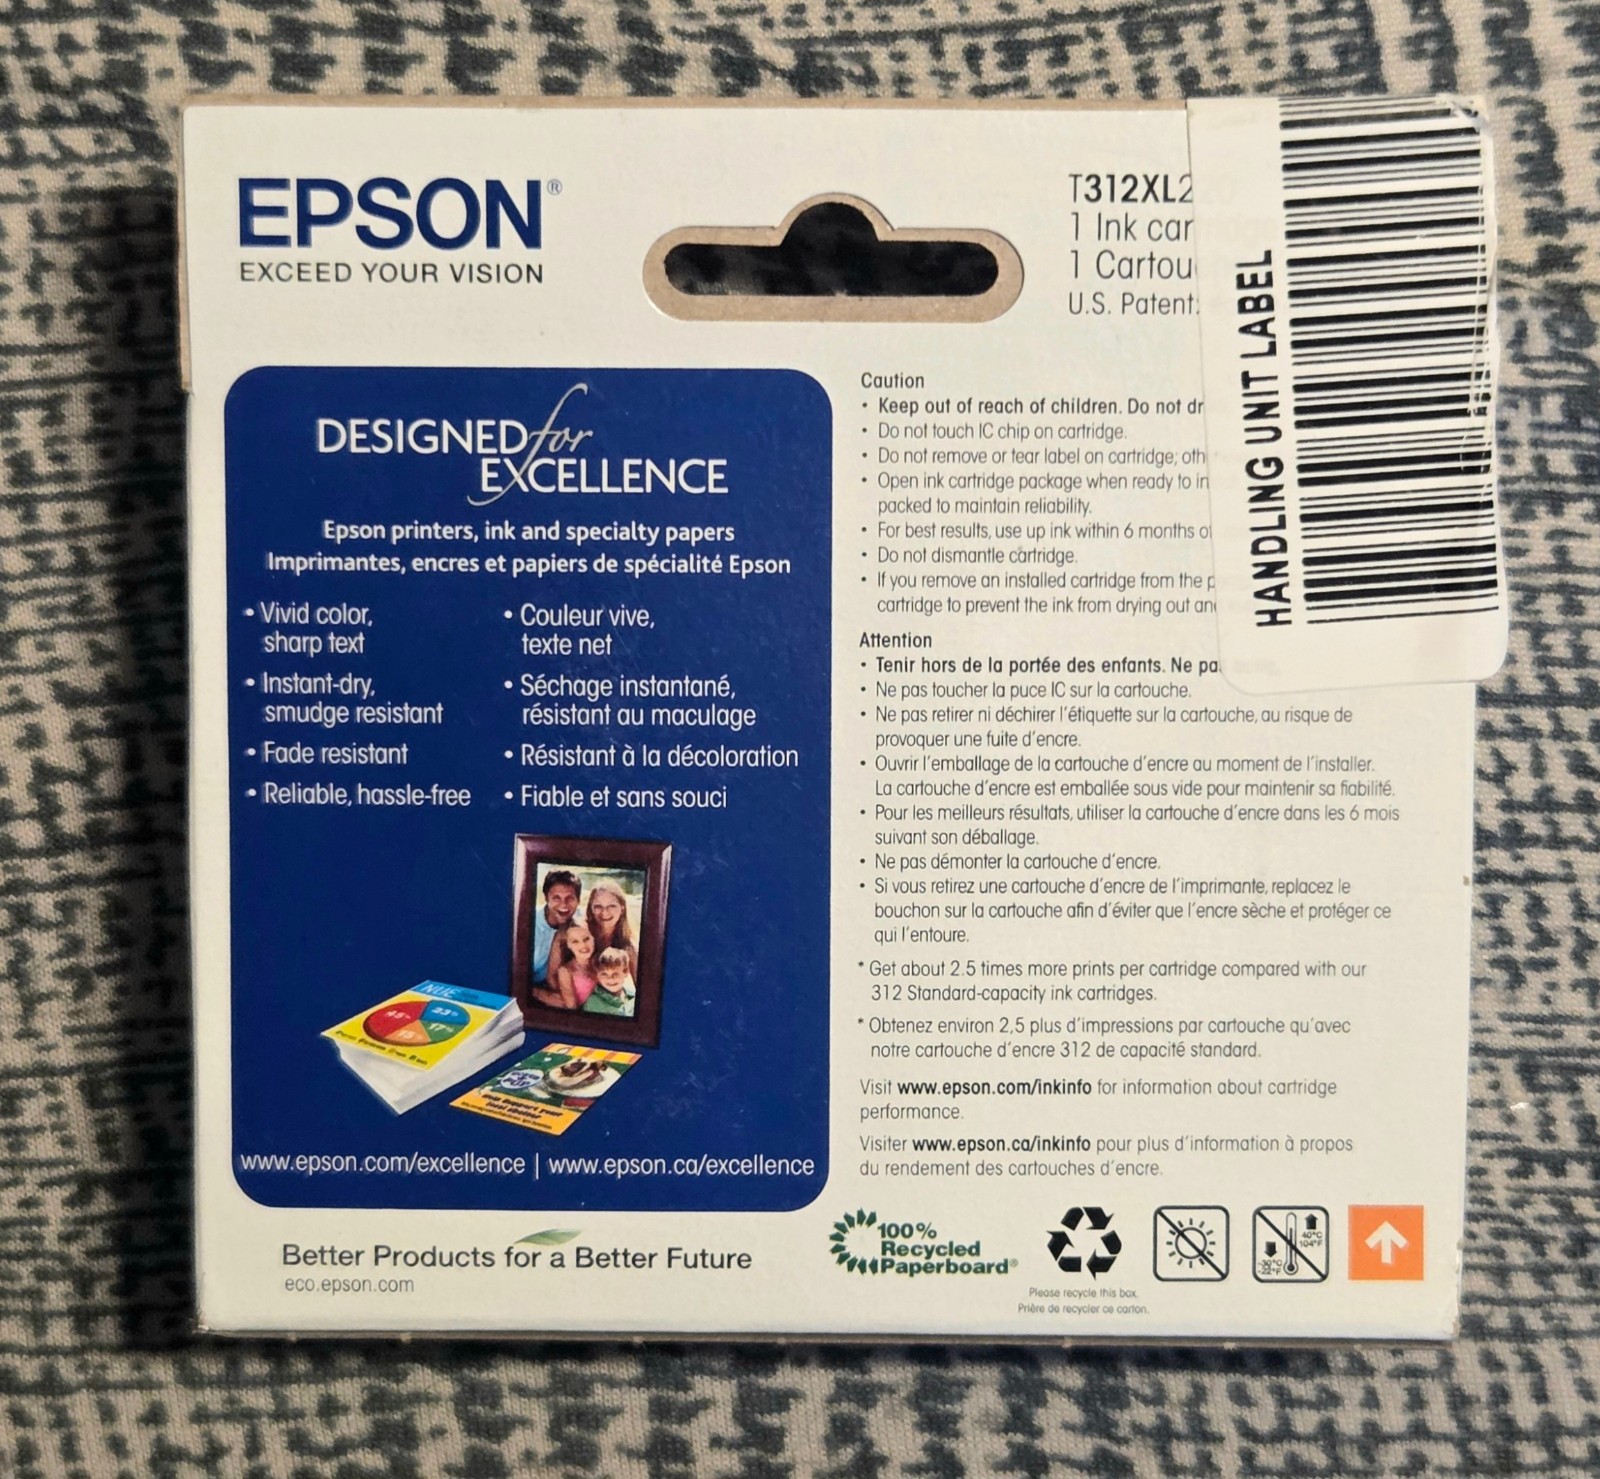 EPSON®
EXCEED YOUR VISION
T312XL2
1 Ink car
1 Cartou
U.S. Patent:
HANDLING UNIT LABEL
DESIGNED for
EXCELLENCE
Epson printers, ink and specialty papers
Imprimantes, encres et papiers de spécialité Epson
• Vivid color,
sharp text
• Instant-dry,
smudge resistant
• Fade resistant
• Reliable, hassle-free
• Couleur vive,
texte net
• Séchage instantané,
résistant au maculage
• Résistant à la décoloration
• Fiable et sans souci
NUE
45%
23%
15%
17%
www.epson.com/excellence | www.epson.ca/excellence
Better Products for a Better Future
eco.epson.com
Caution
• Keep out of reach of children. Do not dr
• Do not touch IC chip on cartridge.
• Do not remove or tear label on cartridge; oth
• Open ink cartridge package when ready to in
packed to maintain reliability.
• For best results, use up ink within 6 months o
• Do not dismantle cartridge.
• If you remove an installed cartridge from the p
cartridge to prevent the ink from drying out an
Attention
• Tenir hors de la portée des enfants. Ne pa
• Ne pas toucher la puce IC sur la cartouche.
• Ne pas retirer ni déchirer l'étiquette sur la cartouche, au risque de
provoquer une fuite d'encre.
• Ouvrir l'emballage de la cartouche d'encre au moment de l'installer.
La cartouche d'encre est emballée sous vide pour maintenir sa fiabilité.
• Pour les meilleurs résultats, utiliser la cartouche d'encre dans les 6 mois
suivant son déballage.
• Ne pas démonter la cartouche d'encre.
• Si vous retirez une cartouche d'encre de l'imprimante, replacez le
bouchon sur la cartouche afin d'éviter que l'encre sèche et protéger ce
qui l'entoure.
* Get about 2.5 times more prints per cartridge compared with our
312 Standard-capacity ink cartridges.
* Obtenez environ 2,5 plus d'impressions par cartouche qu'avec
notre cartouche d'encre 312 de capacité standard.
Visit www.epson.com/inkinfo for information about cartridge
performance.
Visiter www.epson.ca/inkinfo pour plus d'information à propos
du rendement des cartouches d'encre.
100%
Recycled
Paperboard®
Please recycle this box.
Prière de recycler ce carton.
40°C
104°F
-30°C
-22°F